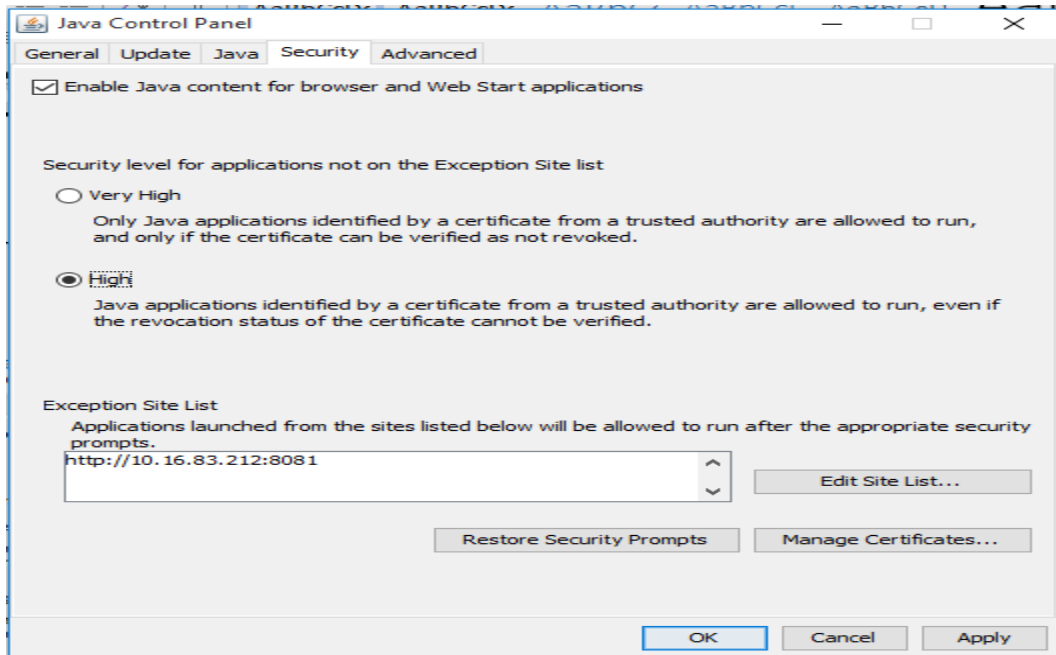 Java Control Panel
General Update Java Security Advanced
Enable Java content for browser and Web Start applications
Security level for applications not on the Exception Site list
Very High
Only Java applications identified by a certificate from a trusted authority are allowed to run,
and only if the certificate can be verified as not revoked.
High
Java applications identified by a certificate from a trusted authority are allowed to run, even if
the revocation status of the certificate cannot be verified.
Exception Site List
Applications launched from the sites listed below will be allowed to run after the appropriate security
prompts.
http://10.16.83.212:8081
Edit Site List...
Restore Security Prompts Manage Certificates...
OK Cancel Apply